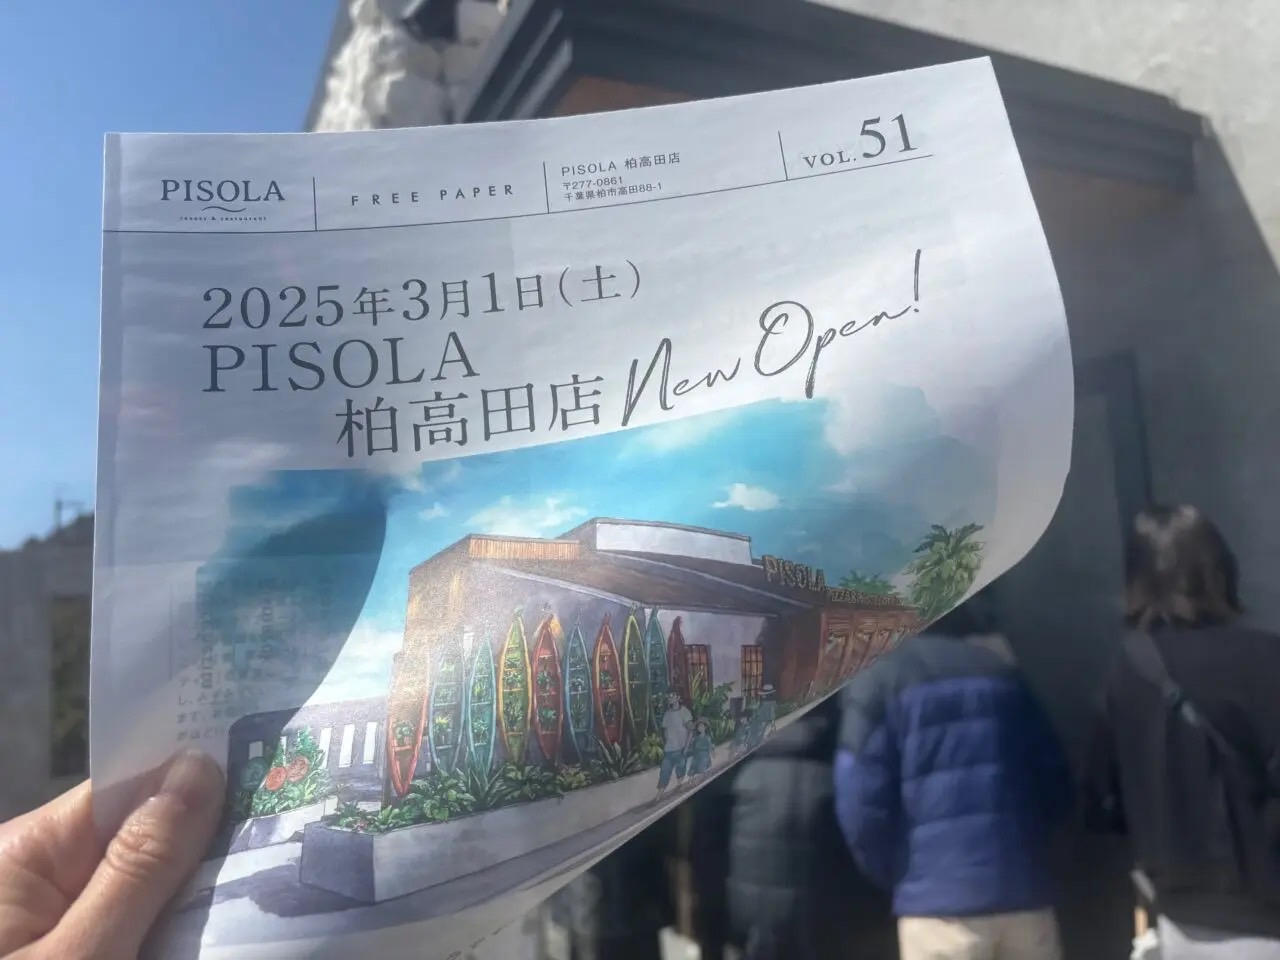 PISOLA
FREE PAPER
PISOLA 柏高田店
〒277-0861
千葉県柏市高田88-1
VOL.51
2025年3月1日(土)
PISOLA
柏高田店 New Open!
PISOLA